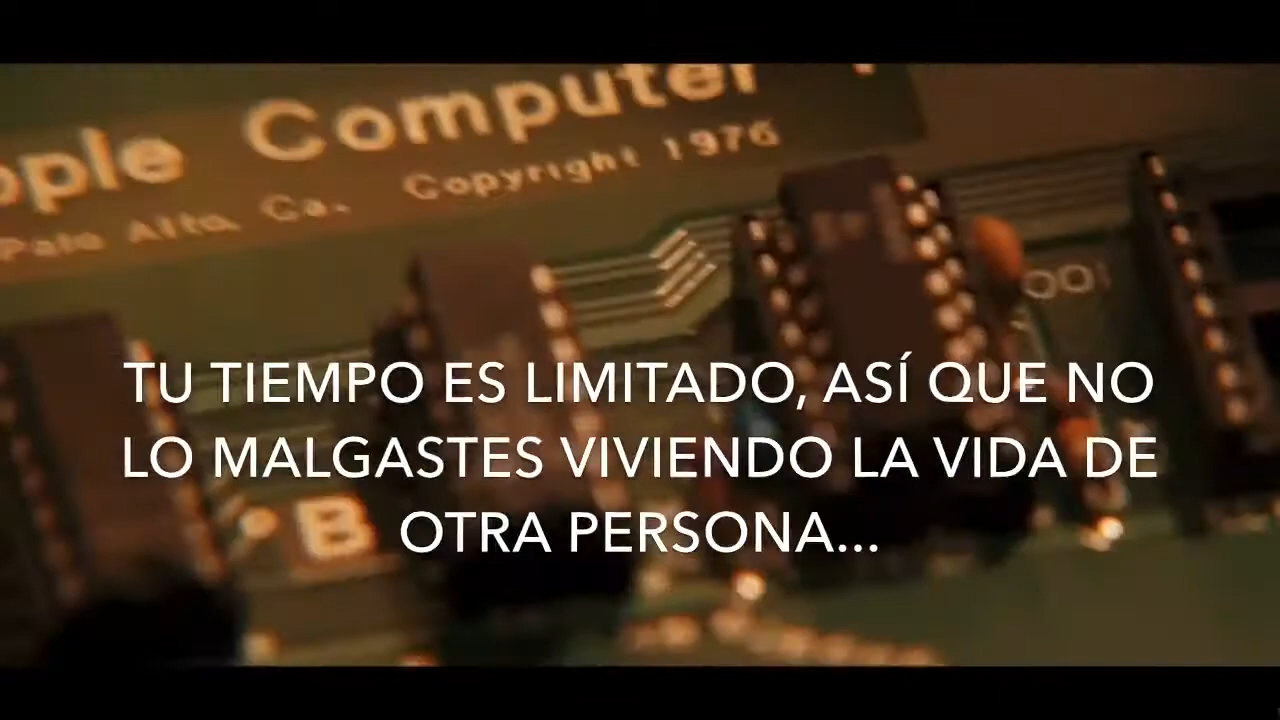 pple Computer
Palo Alto, Ca. Copyright 1976
TU TIEMPO ES LIMITADO, ASÍ QUE NO
LO MALGASTES VIVIENDO LA VIDA DE
OTRA PERSONA...
B